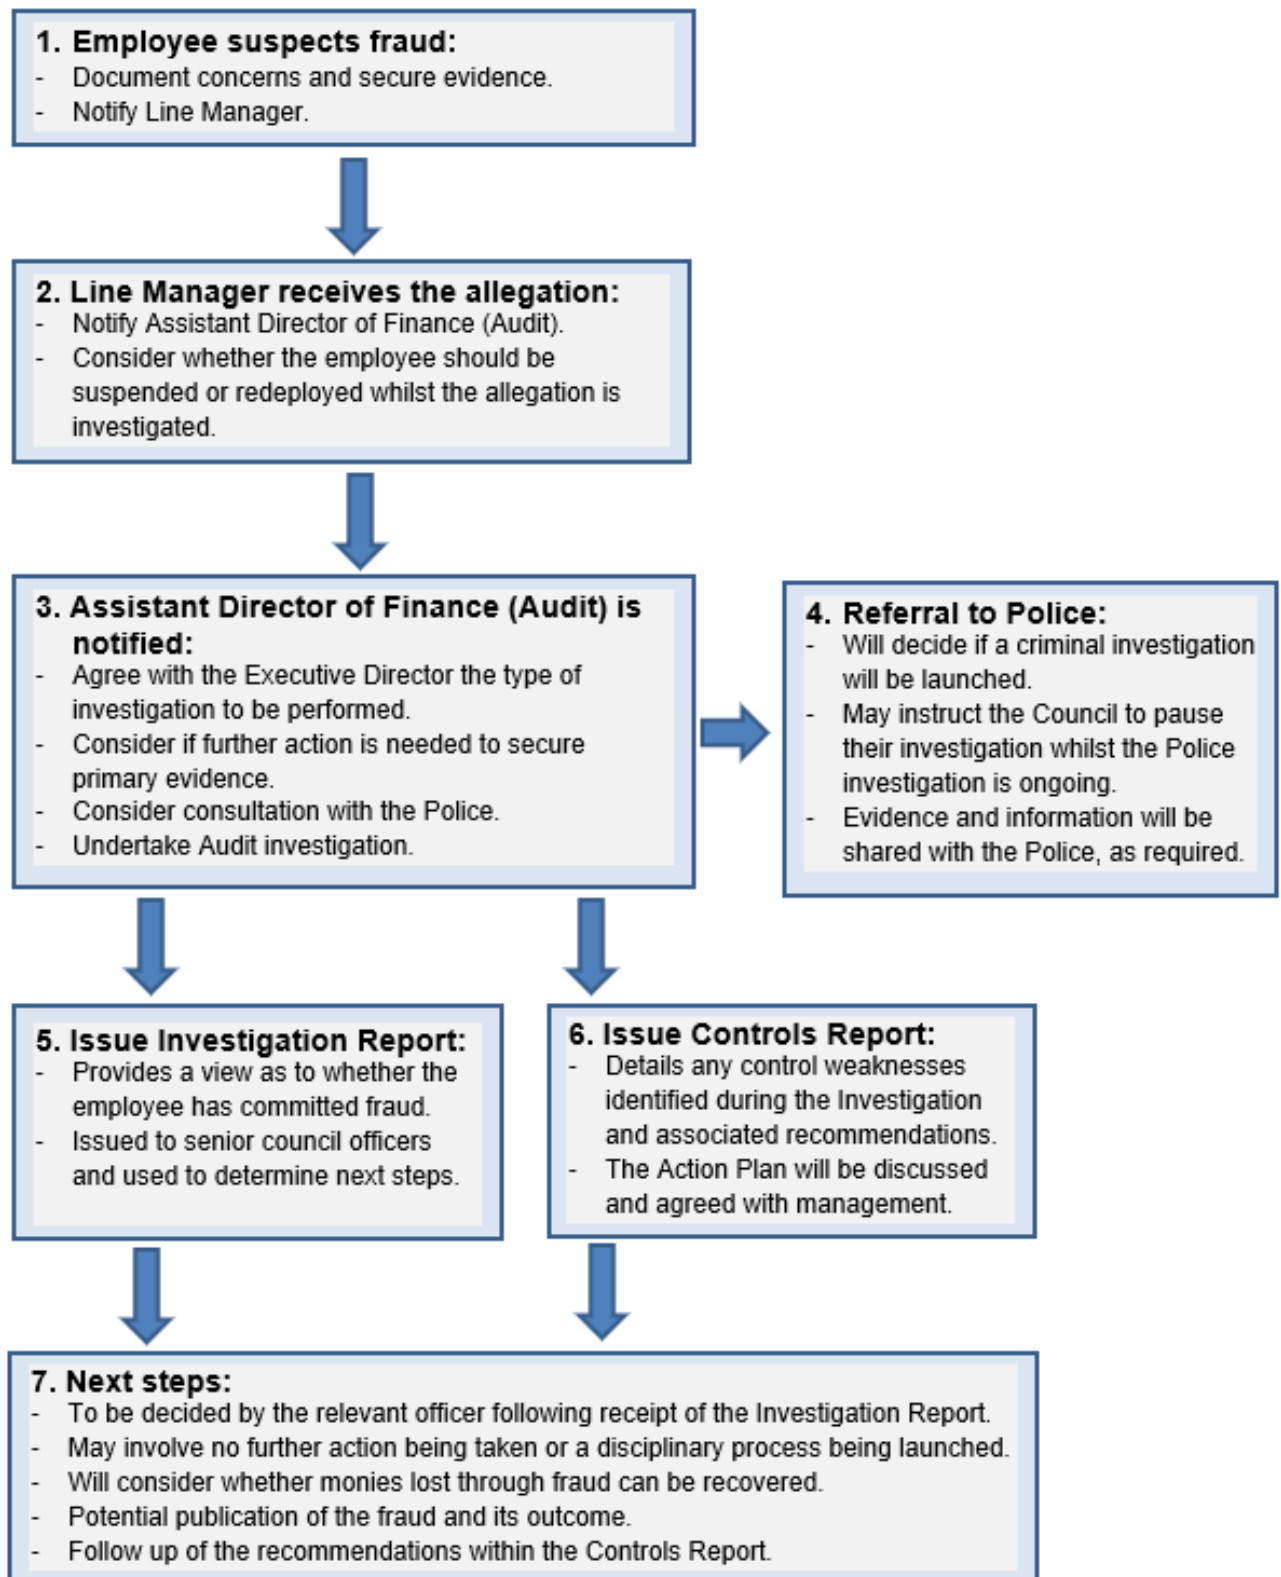 1. Employee suspects fraud:
- Document concerns and secure evidence.
- Notify Line Manager.
2. Line Manager receives the allegation:
- Notify Assistant Director of Finance (Audit).
- Consider whether the employee should be
suspended or redeployed whilst the allegation is
investigated.
3. Assistant Director of Finance (Audit) is
notified:
- Agree with the Executive Director the type of
investigation to be performed.
- Consider if further action is needed to secure
primary evidence.
- Consider consultation with the Police.
- Undertake Audit investigation.
4. Referral to Police:
- Will decide if a criminal investigation
will be launched.
- May instruct the Council to pause
their investigation whilst the Police
investigation is ongoing.
- Evidence and information will be
shared with the Police, as required.
5. Issue Investigation Report:
- Provides a view as to whether the
employee has committed fraud.
- Issued to senior council officers
and used to determine next steps.
6. Issue Controls Report:
- Details any control weaknesses
identified during the Investigation
and associated recommendations.
- The Action Plan will be discussed
and agreed with management.
7. Next steps:
- To be decided by the relevant officer following receipt of the Investigation Report.
- May involve no further action being taken or a disciplinary process being launched.
- Will consider whether monies lost through fraud can be recovered.
- Potential publication of the fraud and its outcome.
- Follow up of the recommendations within the Controls Report.